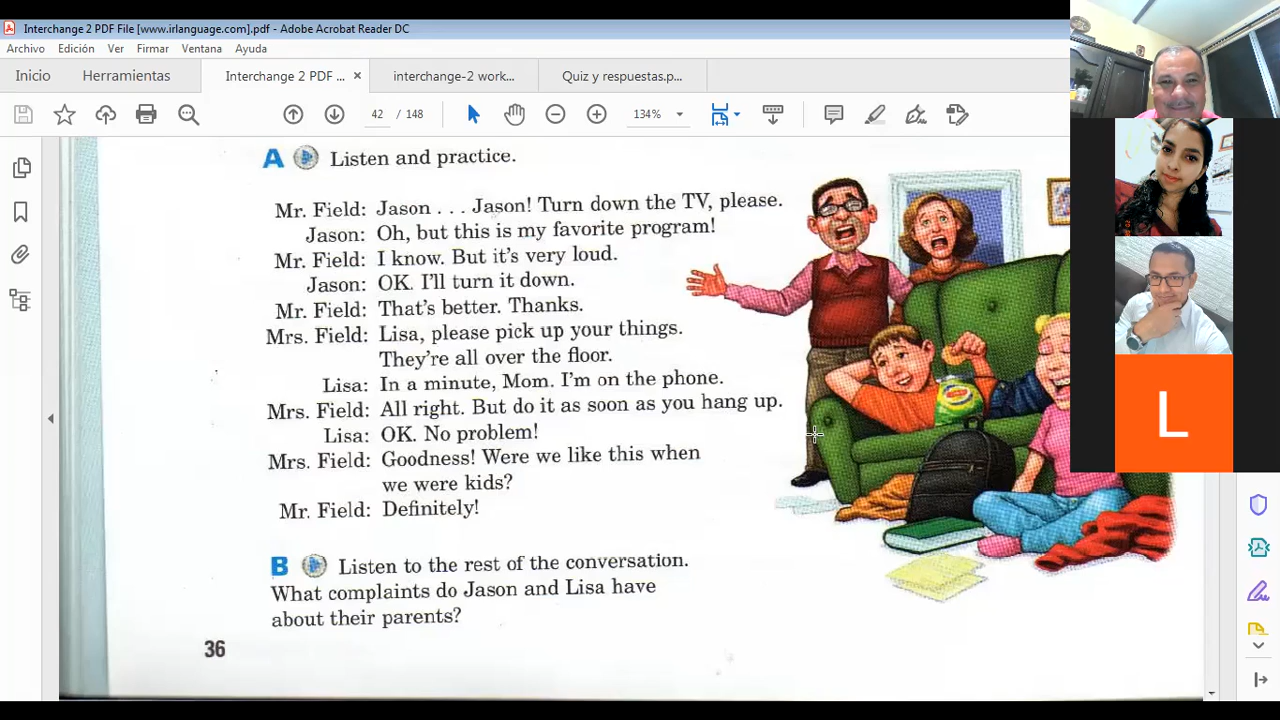 Interchange 2 PDF File [www.irlanguage.com].pdf - Adobe Acrobat Reader DC
Archivo Edición Ver Firmar Ventana Ayuda
Inicio Herramientas Interchange 2 PDF ... × interchange-2 work... Quiz y respuestas.p...
42 / 148 134%
A Listen and practice.
Mr. Field: Jason . . . Jason! Turn down the TV, please.
Jason: Oh, but this is my favorite program!
Mr. Field: I know. But it's very loud.
Jason: OK. I'll turn it down.
Mr. Field: That's better. Thanks.
Mrs. Field: Lisa, please pick up your things.
They're all over the floor.
Lisa: In a minute, Mom. I'm on the phone.
Mrs. Field: All right. But do it as soon as you hang up.
Lisa: OK. No problem!
Mrs. Field: Goodness! Were we like this when
we were kids?
Mr. Field: Definitely!
B Listen to the rest of the conversation.
What complaints do Jason and Lisa have
about their parents?
36
L